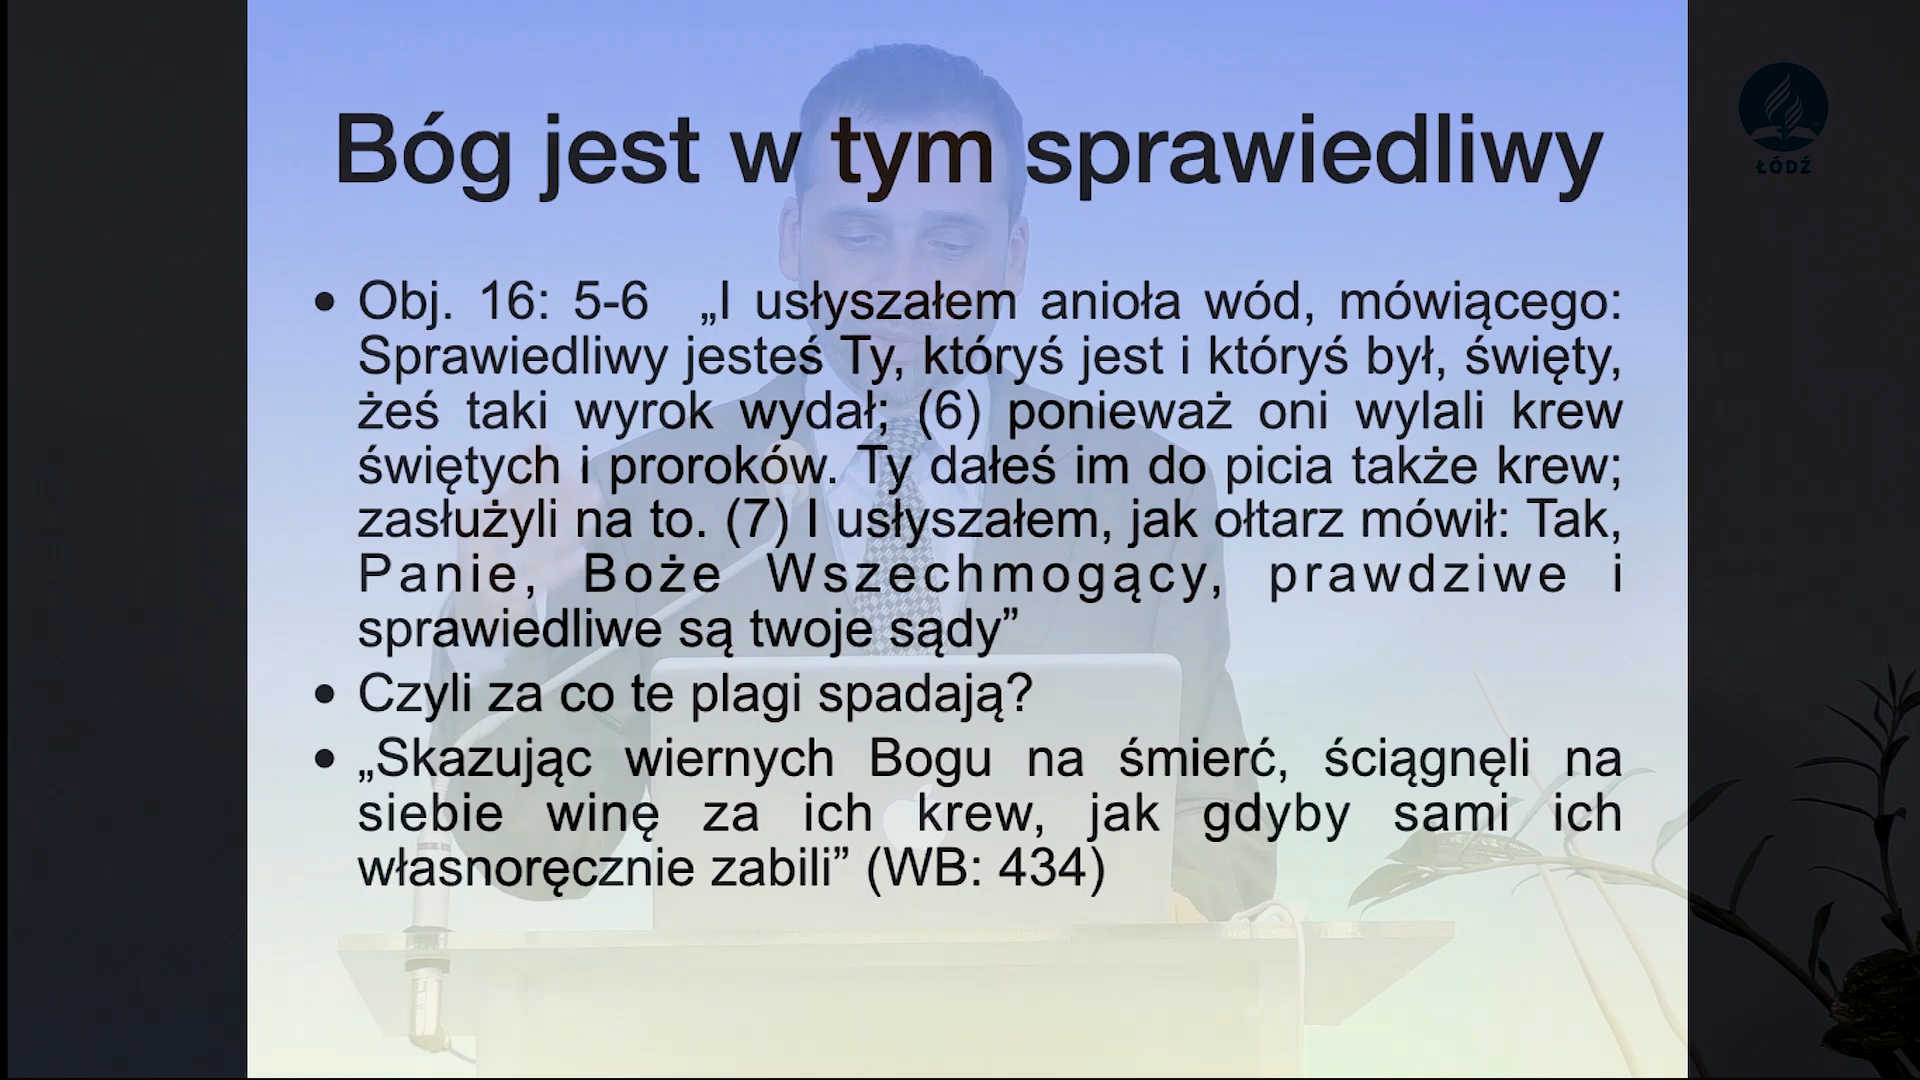 Bóg jest w tym sprawiedliwy
ŁÓDŹ
• Obj. 16: 5-6 „I usłyszałem anioła wód, mówiącego:
Sprawiedliwy jesteś Ty, któryś jest i któryś był, święty,
żeś taki wyrok wydał; (6) ponieważ oni wylali krew
świętych i proroków. Ty dałeś im do picia także krew;
zasłużyli na to. (7) I usłyszałem, jak ołtarz mówił: Tak,
Panie, Boże Wszechmogący, prawdziwe i
sprawiedliwe są twoje sądy”
• Czyli za co te plagi spadają?
• „Skazując wiernych Bogu na śmierć, ściągnęli na
siebie winę za ich krew, jak gdyby sami ich
własnoręcznie zabili” (WB: 434)